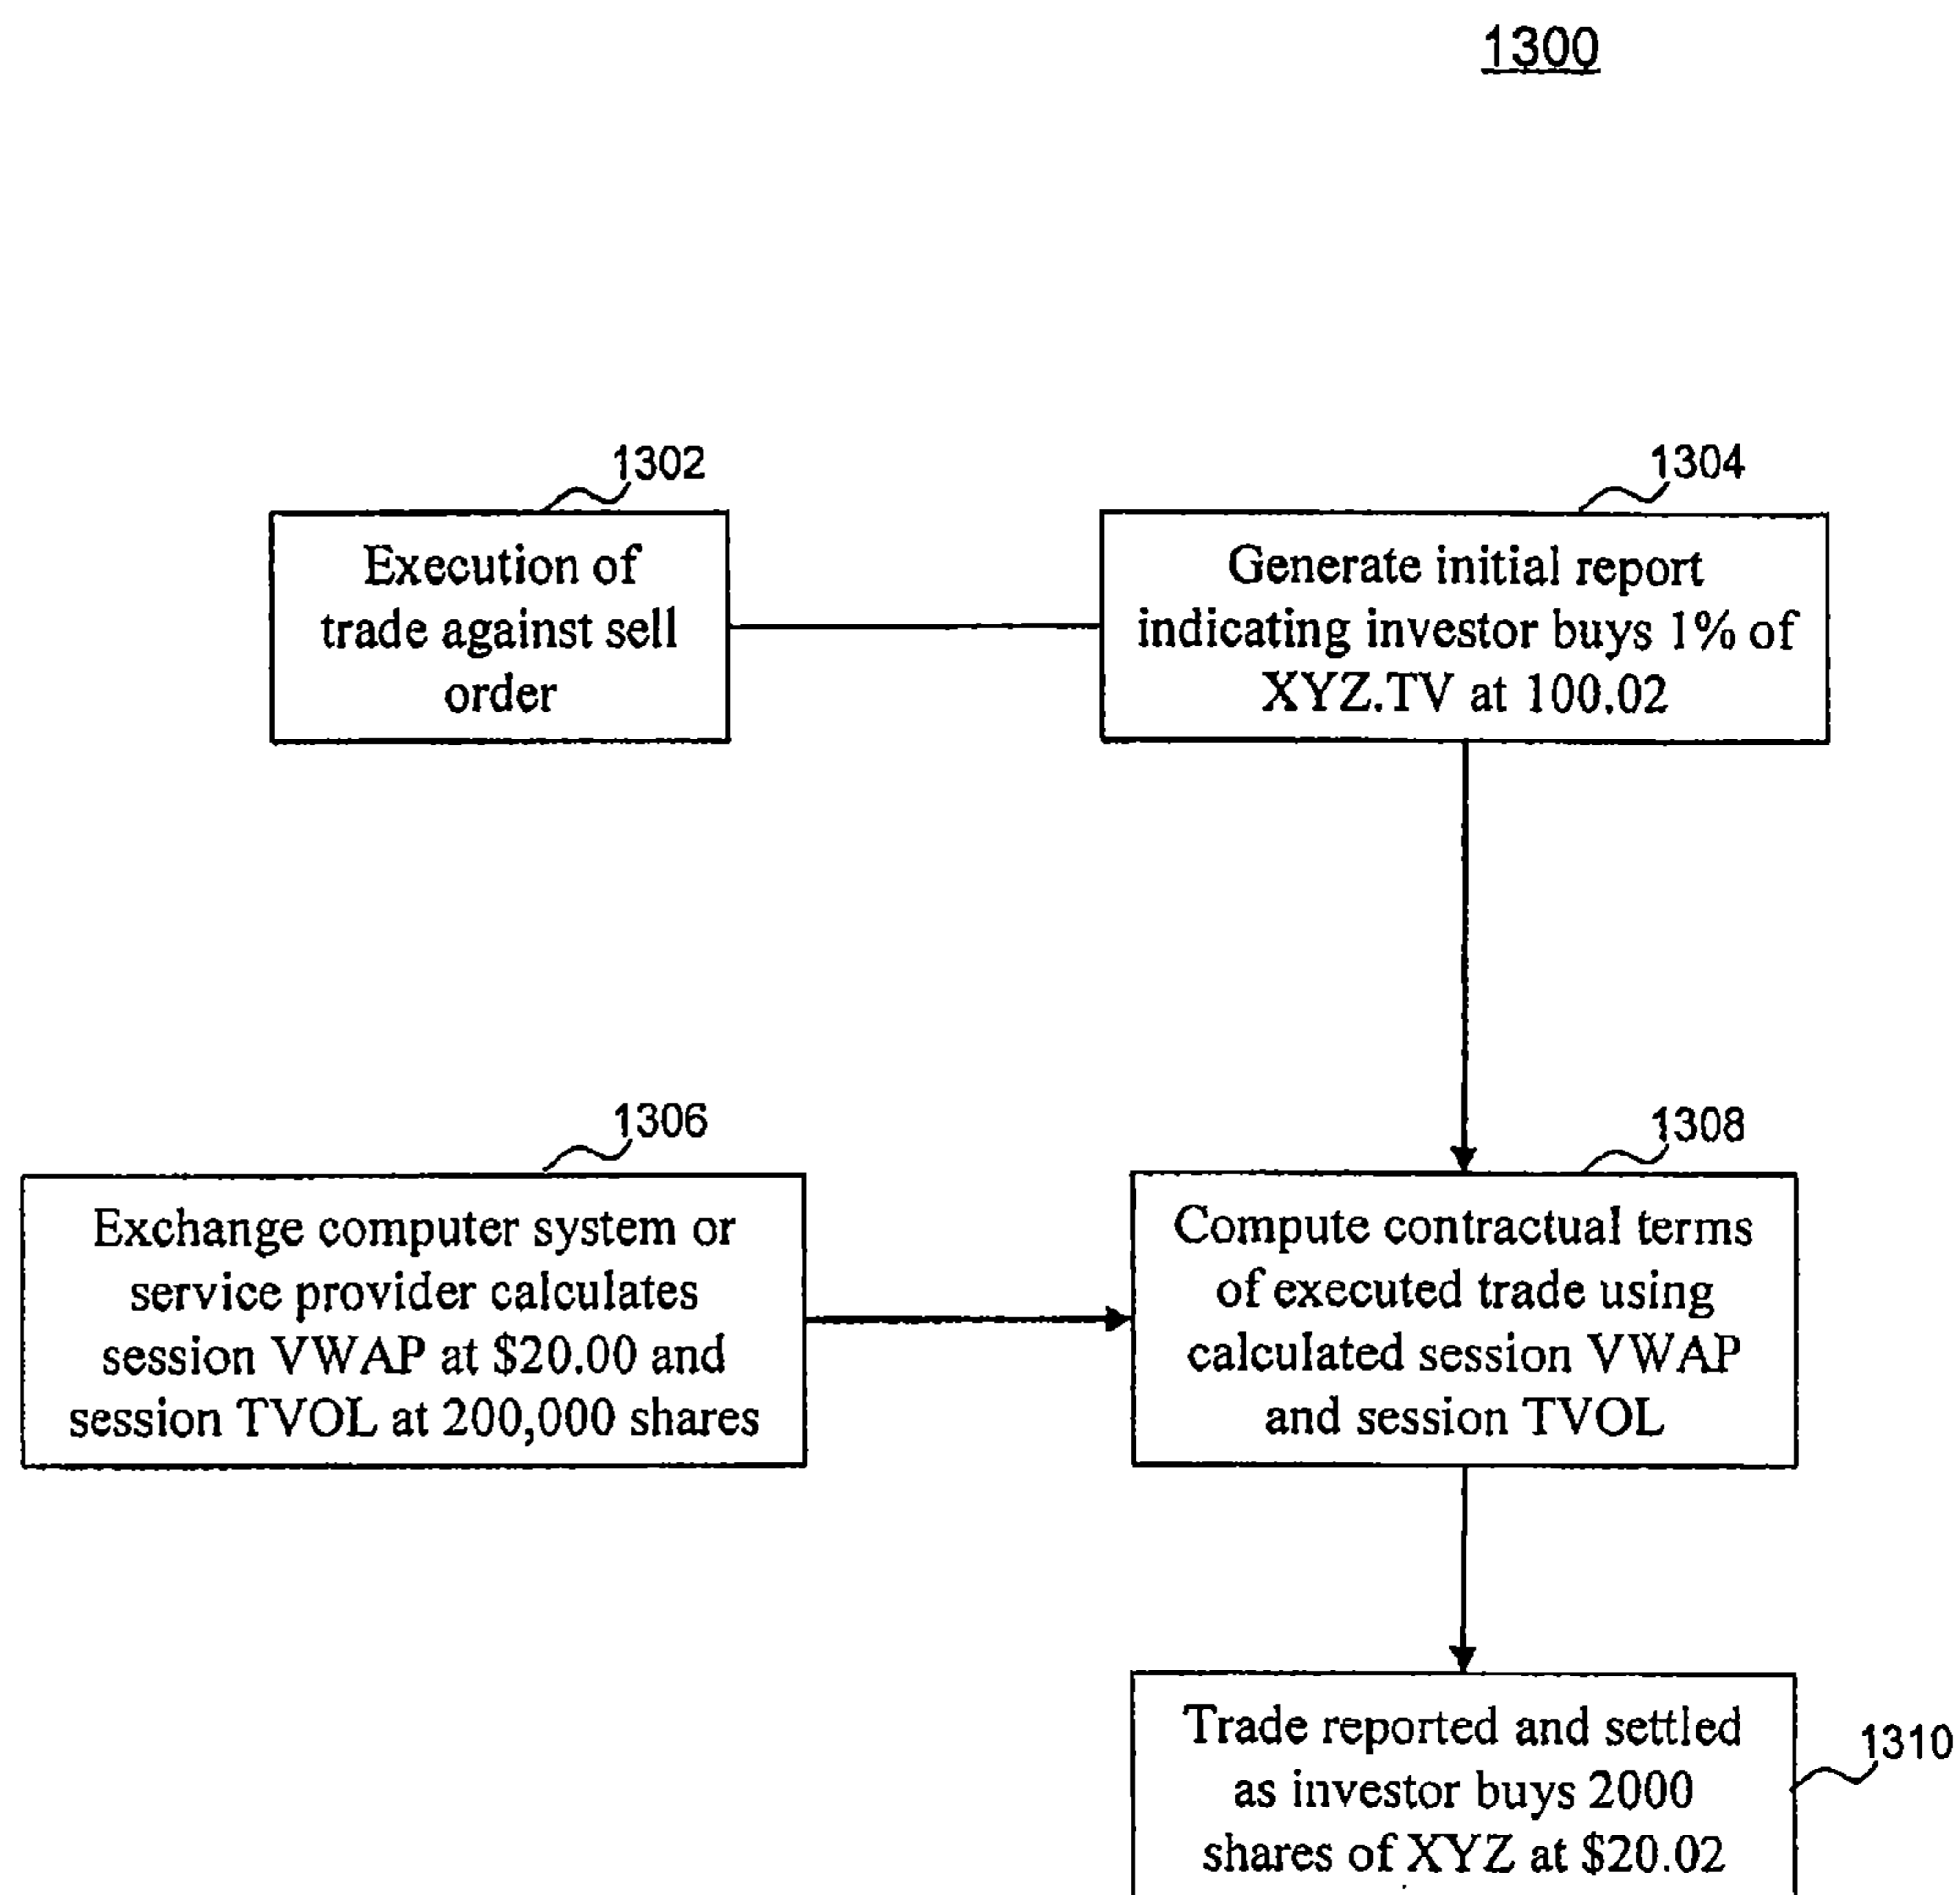 1300
1302
Execution of
trade against sell
order
1304
Generate initial report
indicating investor buys 1% of
XYZ.TV at 100.02
1306
Exchange computer system or
service provider calculates
session VWAP at $20.00 and
session TVOL at 200,000 shares
1308
Compute contractual terms
of executed trade using
calculated session VWAP
and session TVOL
1310
Trade reported and settled
as investor buys 2000
shares of XYZ at $20.02